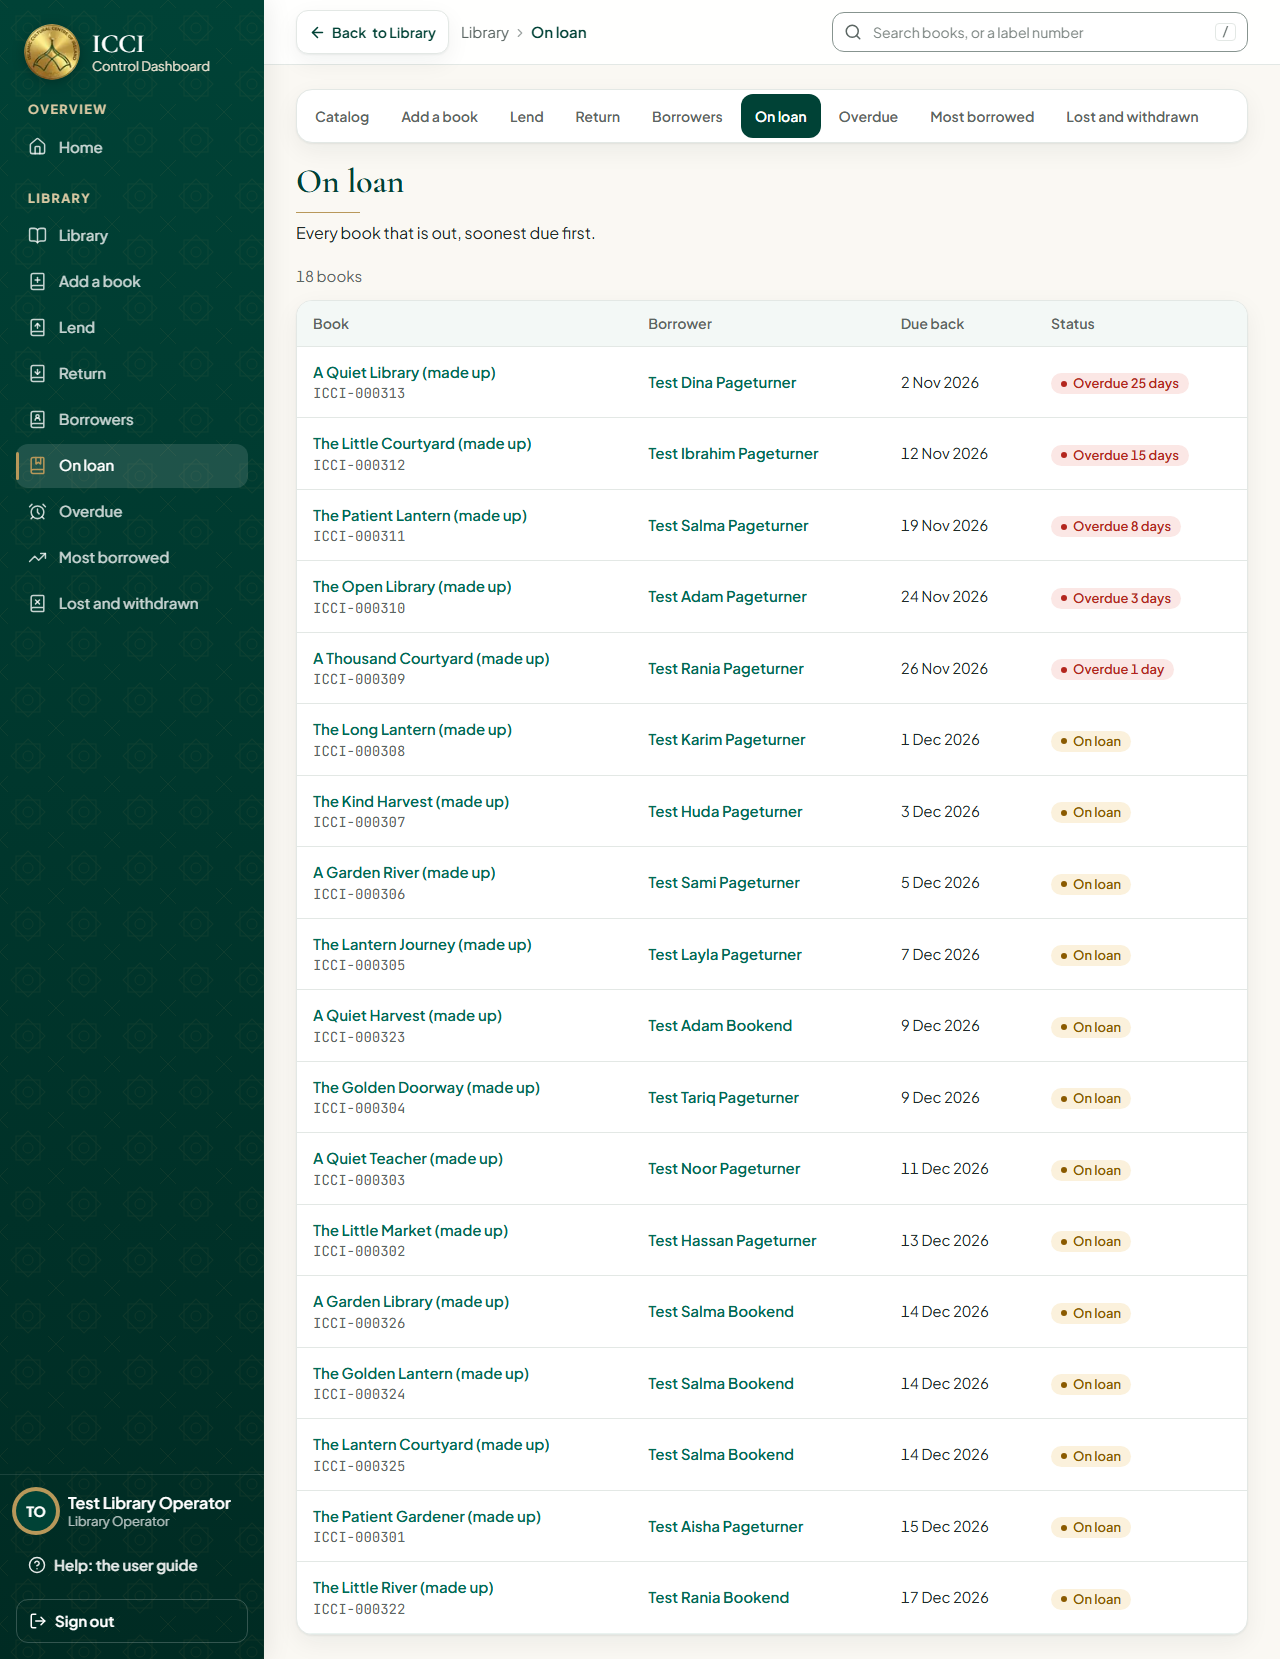 ICCI
Control Dashboard
OVERVIEW
Home
LIBRARY
Library
Add a book
Lend
Return
Borrowers
On loan
Overdue
Most borrowed
Lost and withdrawn
TO
Test Library Operator
Library Operator
Help: the user guide
Sign out
Back to Library
Library > On loan
Search books, or a label number /
Catalog Add a book Lend Return Borrowers On loan Overdue Most borrowed Lost and withdrawn
On loan
Every book that is out, soonest due first.
18 books
Book Borrower Due back Status
A Quiet Library (made up)
ICCI-000313
Test Dina Pageturner
2 Nov 2026
Overdue 25 days
The Little Courtyard (made up)
ICCI-000312
Test Ibrahim Pageturner
12 Nov 2026
Overdue 15 days
The Patient Lantern (made up)
ICCI-000311
Test Salma Pageturner
19 Nov 2026
Overdue 8 days
The Open Library (made up)
ICCI-000310
Test Adam Pageturner
24 Nov 2026
Overdue 3 days
A Thousand Courtyard (made up)
ICCI-000309
Test Rania Pageturner
26 Nov 2026
Overdue 1 day
The Long Lantern (made up)
ICCI-000308
Test Karim Pageturner
1 Dec 2026
On loan
The Kind Harvest (made up)
ICCI-000307
Test Huda Pageturner
3 Dec 2026
On loan
A Garden River (made up)
ICCI-000306
Test Sami Pageturner
5 Dec 2026
On loan
The Lantern Journey (made up)
ICCI-000305
Test Layla Pageturner
7 Dec 2026
On loan
A Quiet Harvest (made up)
ICCI-000323
Test Adam Bookend
9 Dec 2026
On loan
The Golden Doorway (made up)
ICCI-000304
Test Tariq Pageturner
9 Dec 2026
On loan
A Quiet Teacher (made up)
ICCI-000303
Test Noor Pageturner
11 Dec 2026
On loan
The Little Market (made up)
ICCI-000302
Test Hassan Pageturner
13 Dec 2026
On loan
A Garden Library (made up)
ICCI-000326
Test Salma Bookend
14 Dec 2026
On loan
The Golden Lantern (made up)
ICCI-000324
Test Salma Bookend
14 Dec 2026
On loan
The Lantern Courtyard (made up)
ICCI-000325
Test Salma Bookend
14 Dec 2026
On loan
The Patient Gardener (made up)
ICCI-000301
Test Aisha Pageturner
15 Dec 2026
On loan
The Little River (made up)
ICCI-000322
Test Rania Bookend
17 Dec 2026
On loan